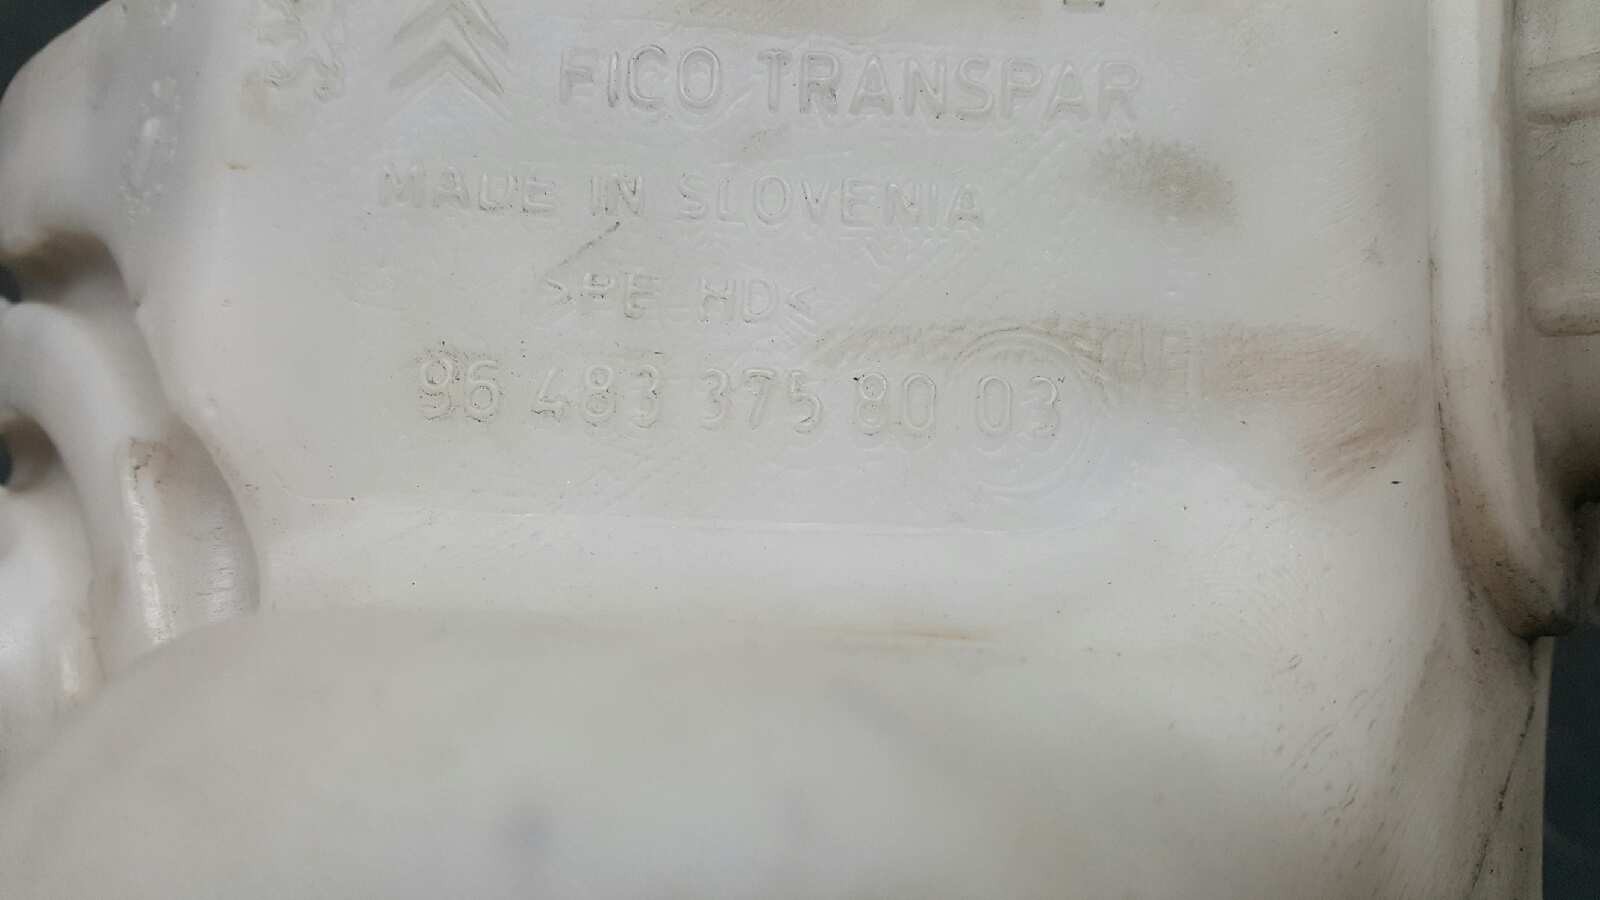 FICO TRANSPAR
MADE IN SLOVENIA
>PE HD<
96 483 375 80 03